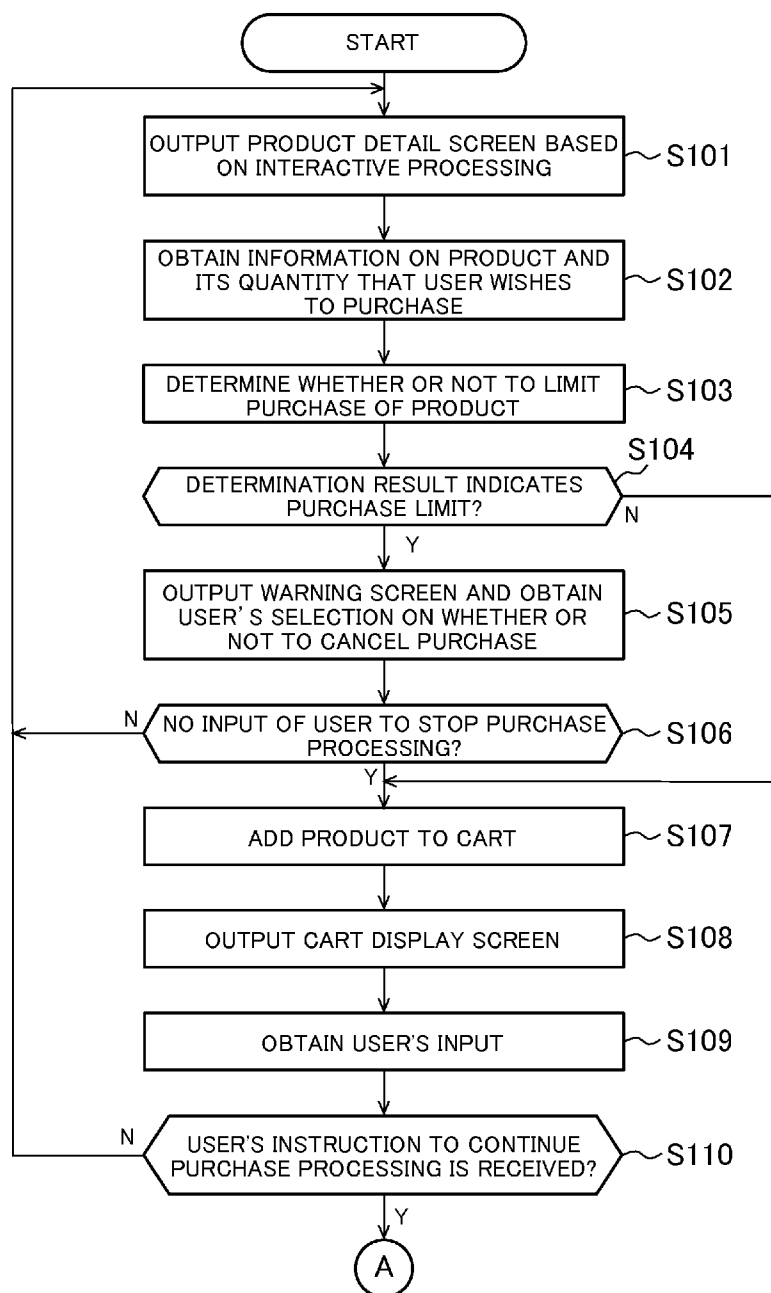 START
OUTPUT PRODUCT DETAIL SCREEN BASED
ON INTERACTIVE PROCESSING
S101
OBTAIN INFORMATION ON PRODUCT AND
ITS QUANTITY THAT USER WISHES
TO PURCHASE
S102
DETERMINE WHETHER OR NOT TO LIMIT
PURCHASE OF PRODUCT
S103
S104
DETERMINATION RESULT INDICATES
PURCHASE LIMIT?
N
Y
OUTPUT WARNING SCREEN AND OBTAIN
USER'S SELECTION ON WHETHER OR
NOT TO CANCEL PURCHASE
S105
N
NO INPUT OF USER TO STOP PURCHASE
PROCESSING?
S106
Y
ADD PRODUCT TO CART
S107
OUTPUT CART DISPLAY SCREEN
S108
OBTAIN USER'S INPUT
S109
N
USER'S INSTRUCTION TO CONTINUE
PURCHASE PROCESSING IS RECEIVED?
S110
Y
A